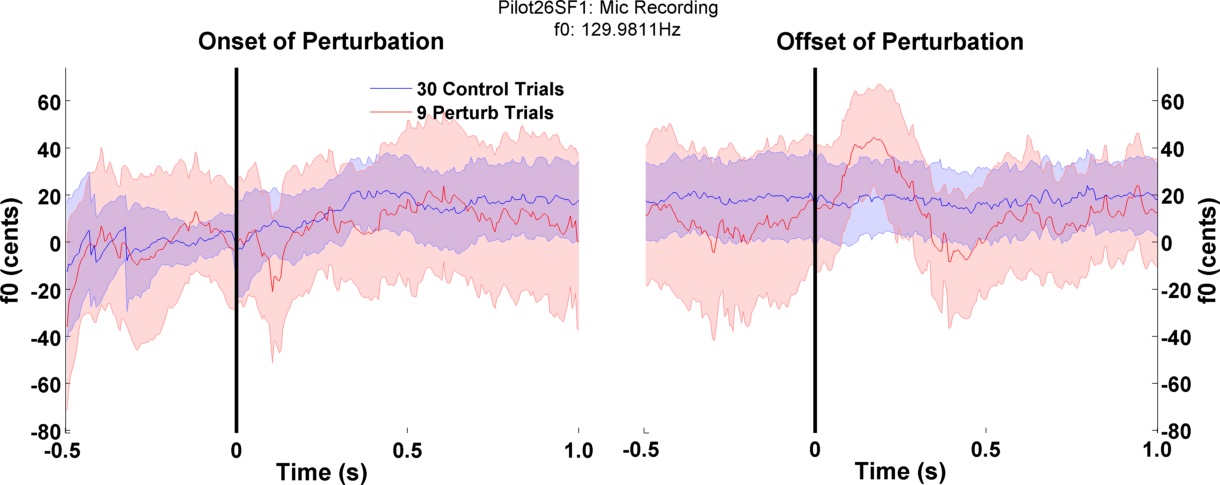 Pilot26SF1: Mic Recording
f0: 129.9811Hz
Onset of Perturbation
Offset of Perturbation
30 Control Trials
9 Perturb Trials
f0 (cents)
60
40
20
0
-20
-40
-60
-80
-0.5
0
0.5
1.0
Time (s)
-0.5
0
0.5
1.0
Time (s)
60
40
20
0
-20
-40
-60
-80
f0 (cents)